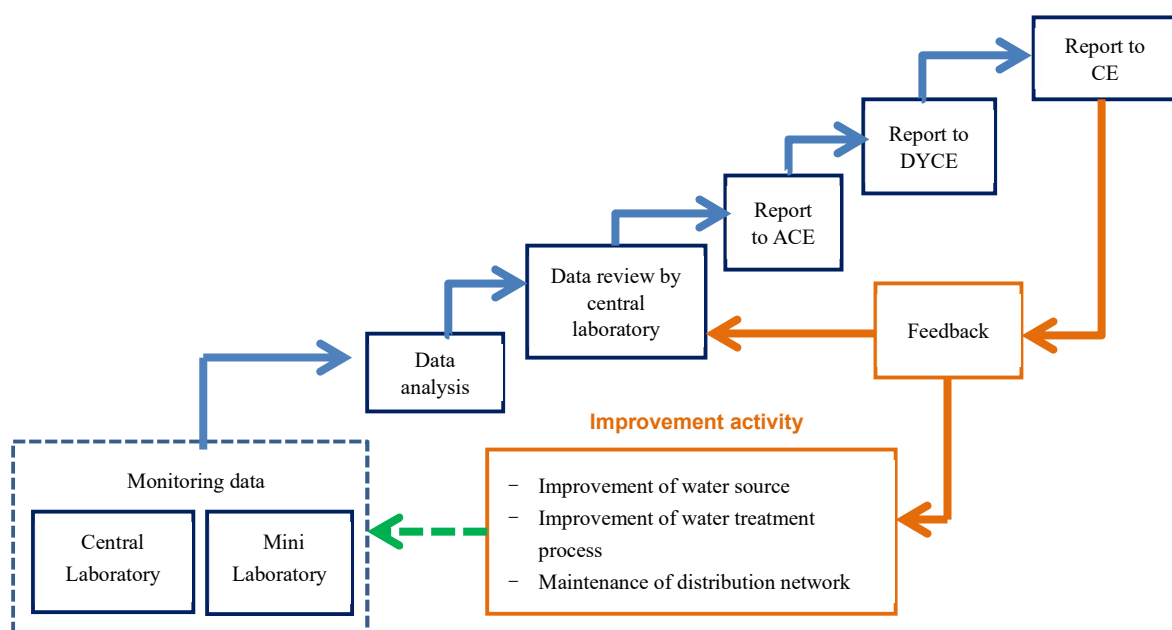 Report to
CE
Report to
DYCE
Report
to ACE
Data review by
central
laboratory
Feedback
Data
analysis
Improvement activity
Monitoring data
Central
Laboratory
Mini
Laboratory
− Improvement of water source
− Improvement of water treatment
process
− Maintenance of distribution network